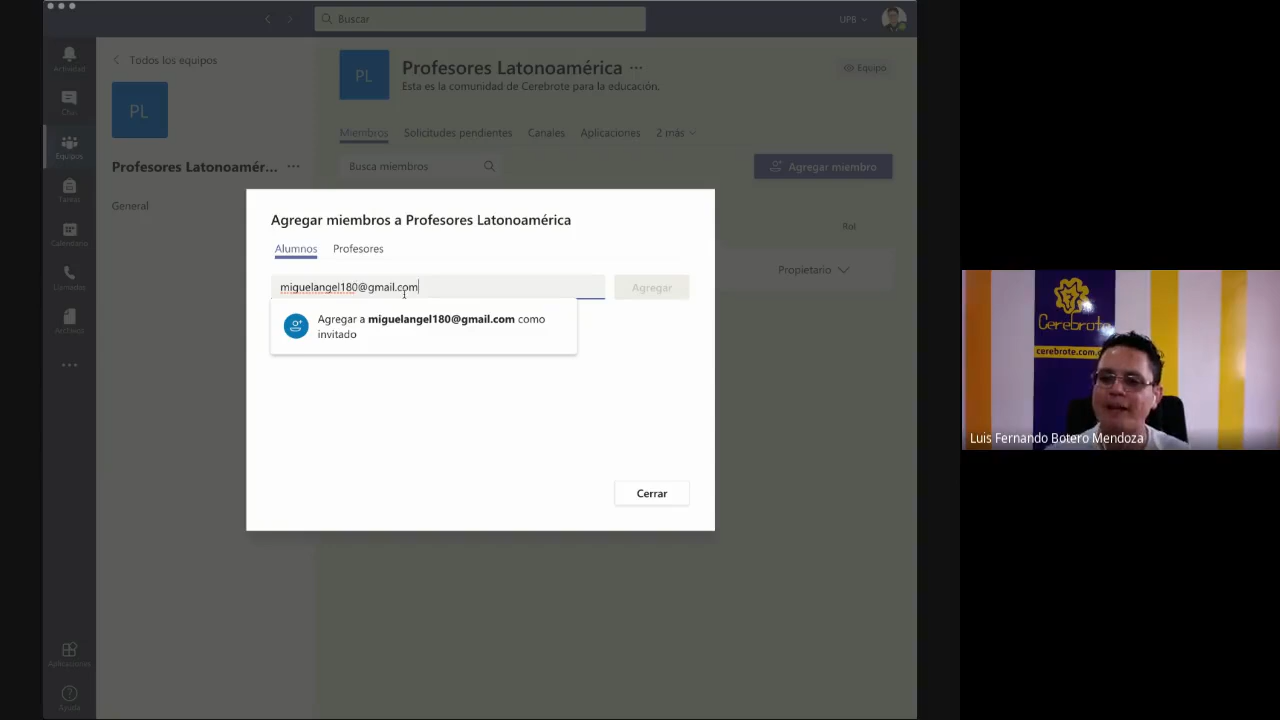 Buscar
UPB
Actividad
Chat
Equipos
Tareas
Calendario
Llamadas
Archivos
Aplicaciones
Ayuda
Todos los equipos
PL
Profesores Latonoamér... ...
General
PL
Profesores Latonoamérica ...
Esta es la comunidad de Cerebrote para la educación.
Equipo
Miembros Solicitudes pendientes Canales Aplicaciones 2 más
Busca miembros
Agregar miembro
Rol
Propietario
Agregar miembros a Profesores Latonoamérica
Alumnos Profesores
miguelangel180@gmail.com
Agregar
Agregar a miguelangel180@gmail.com como
invitado
Cerrar
Cerebrote
cerebrote.com.c
Luis Fernando Botero Mendoza